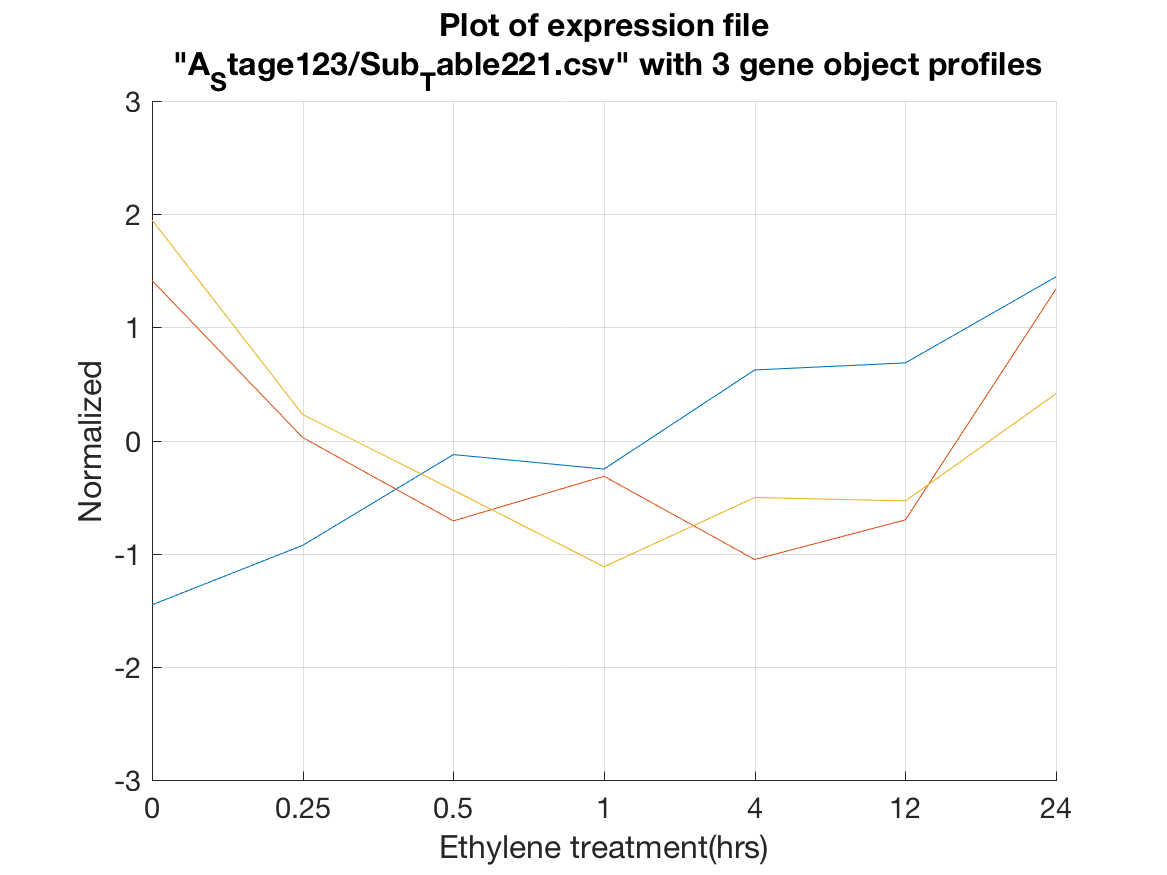 Plot of expression file
"A_Stage123/Sub_Table221.csv" with 3 gene object profiles
3
2
1
0
-1
-2
-3
Normalized
0 0.25 0.5 1 4 12 24
Ethylene treatment(hrs)